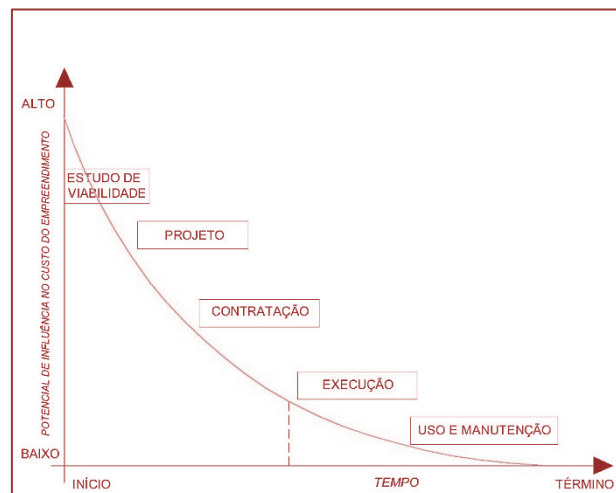 ALTO
POTENCIAL DE INFLUÊNCIA NO CUSTO DO EMPREENDIMENTO
ESTUDO DE
VIABILIDADE
PROJETO
CONTRATAÇÃO
EXECUÇÃO
USO E MANUTENÇÃO
BAIXO
INÍCIO
TEMPO
TÉRMINO